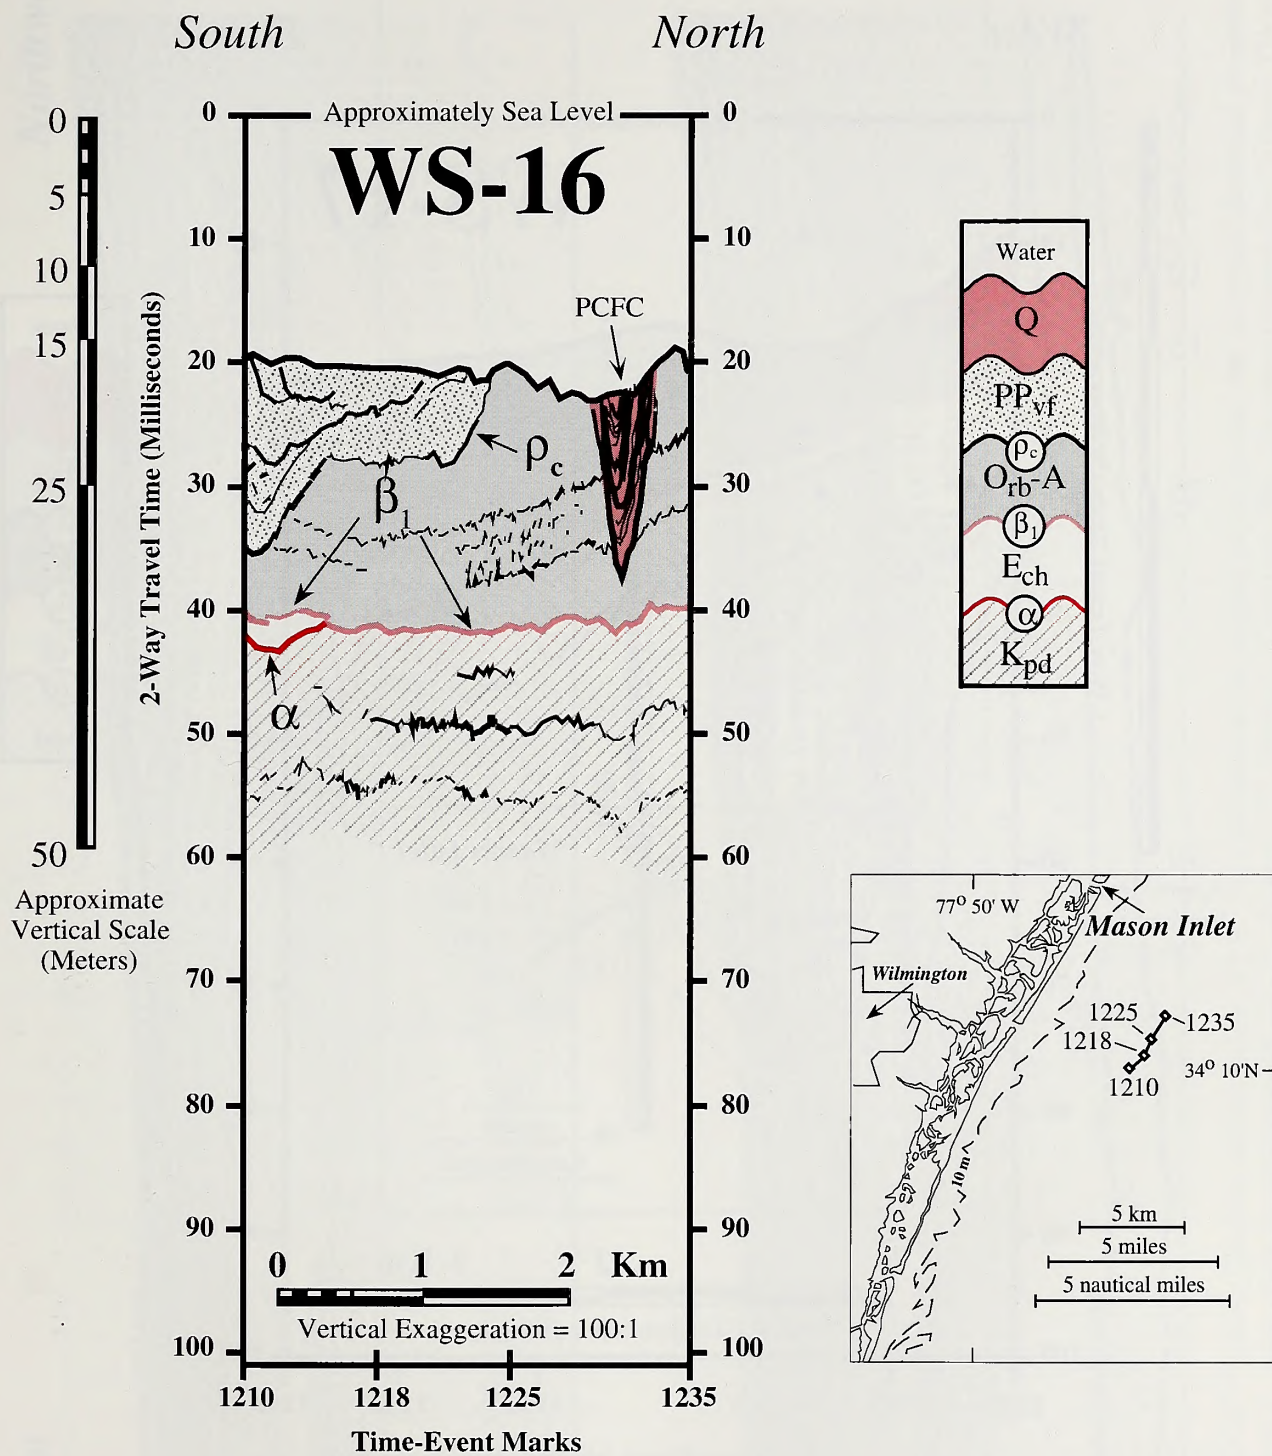 South
North
0
5
10
15
25
50
Approximate
Vertical Scale
(Meters)
2-Way Travel Time (Milliseconds)
0
10
20
30
40
50
60
70
80
90
100
Approximately Sea Level
WS-16
PCFC
ρc
β1
α
0
10
20
30
40
50
60
70
80
90
100
0 1 2 Km
Vertical Exaggeration = 100:1
1210 1218 1225 1235
Time-Event Marks
Water
Q
PPvf
ρc
Orb-A
β1
Ech
α
Kpd
77° 50' W
Mason Inlet
Wilmington
1225
1235
1218
34° 10'N
1210
10 m
5 km
5 miles
5 nautical miles